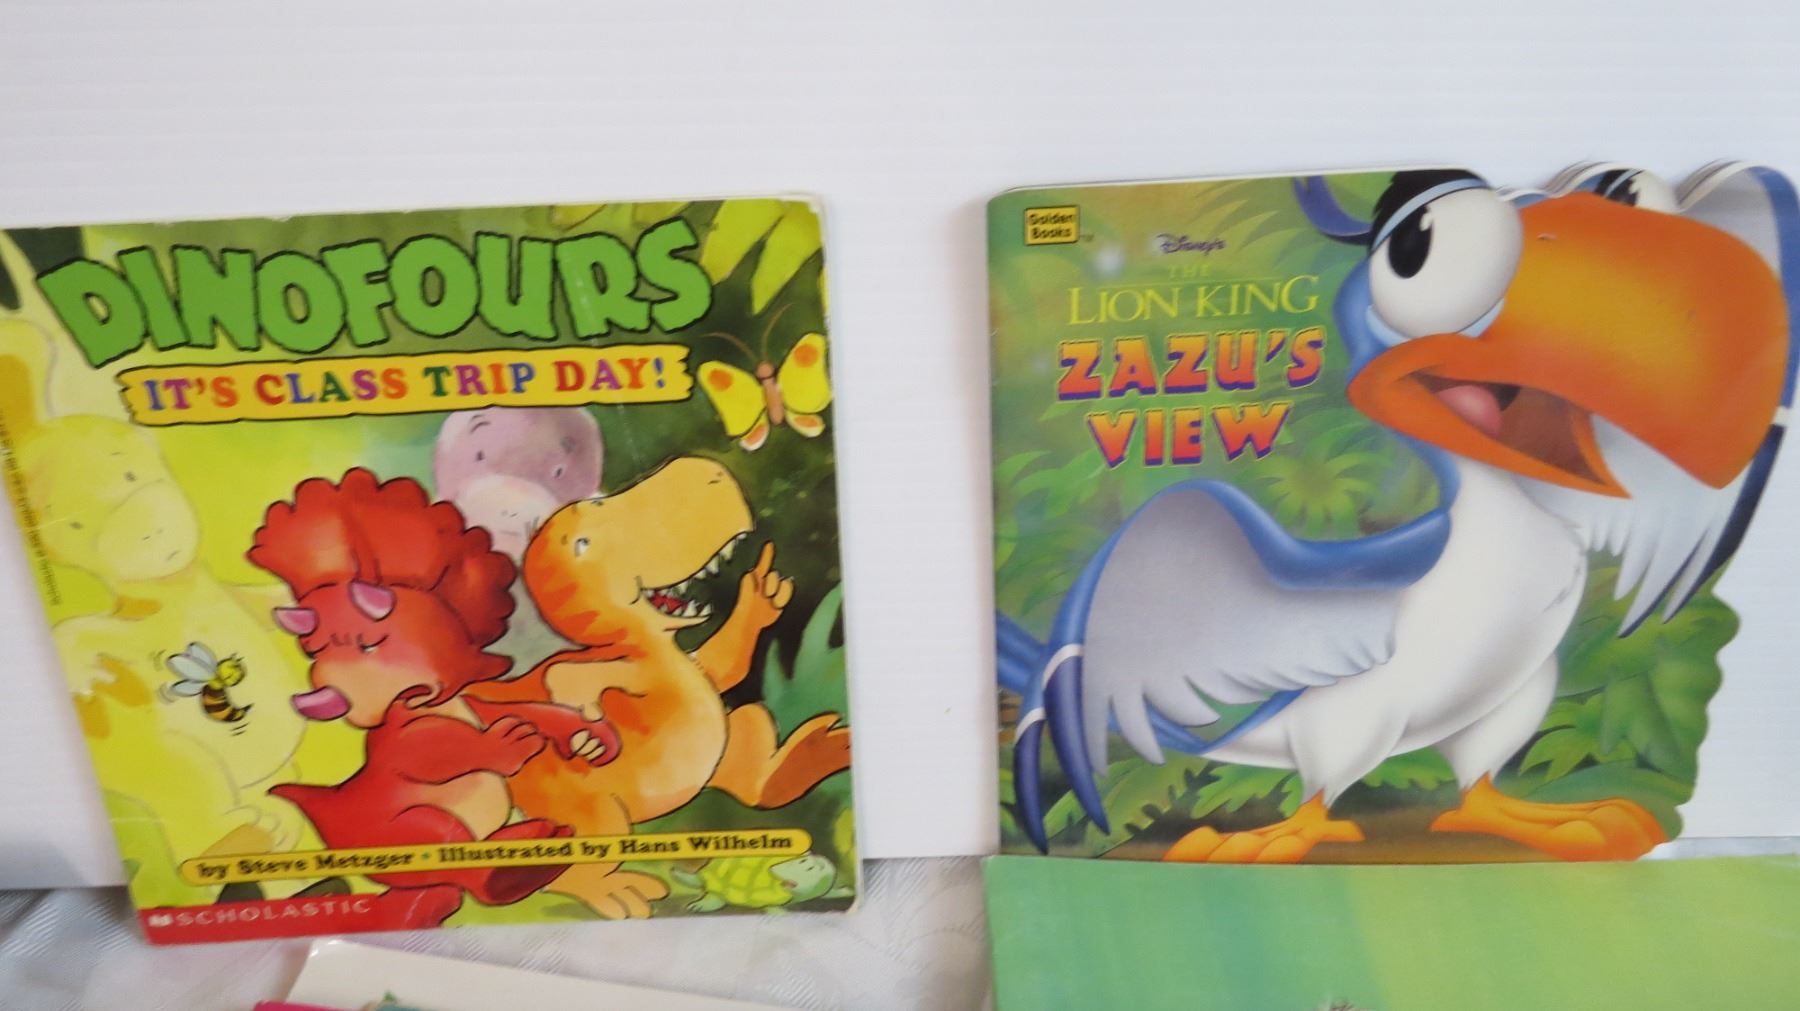 DINOFOURS
IT'S CLASS TRIP DAY!
by Steve Metzger • Illustrated by Hans Wilhelm
SCHOLASTIC
Golden
Books™
Disney's
THE
LION KING
ZAZU'S
VIEW